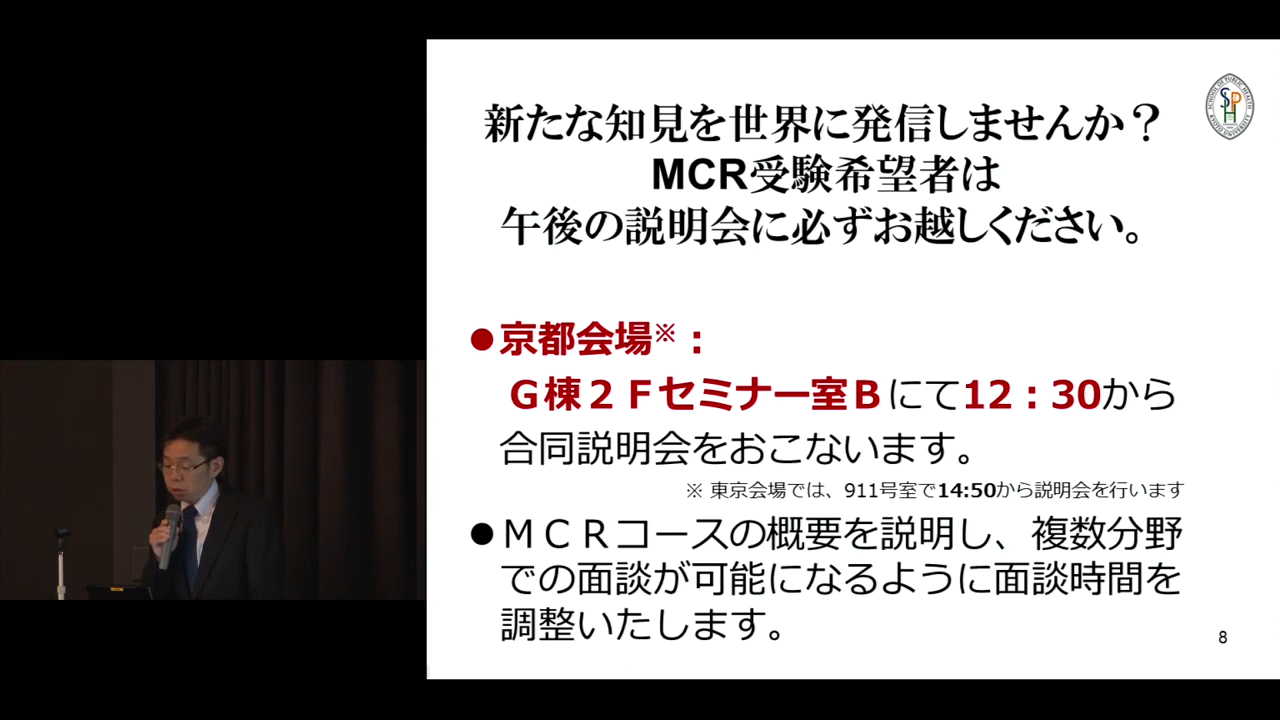 新たな知見を世界に発信しませんか？
MCR受験希望者は
午後の説明会に必ずお越しください。
●京都会場※：
Ｇ棟２Ｆセミナー室Ｂにて12：30から
合同説明会をおこないます。
※ 東京会場では、911号室で14:50から説明会を行います
●ＭＣＲコースの概要を説明し、複数分野
での面談が可能になるように面談時間を
調整いたします。
8
SCHOOL OF PUBLIC HEALTH
KYOTO UNIVERSITY
SPH